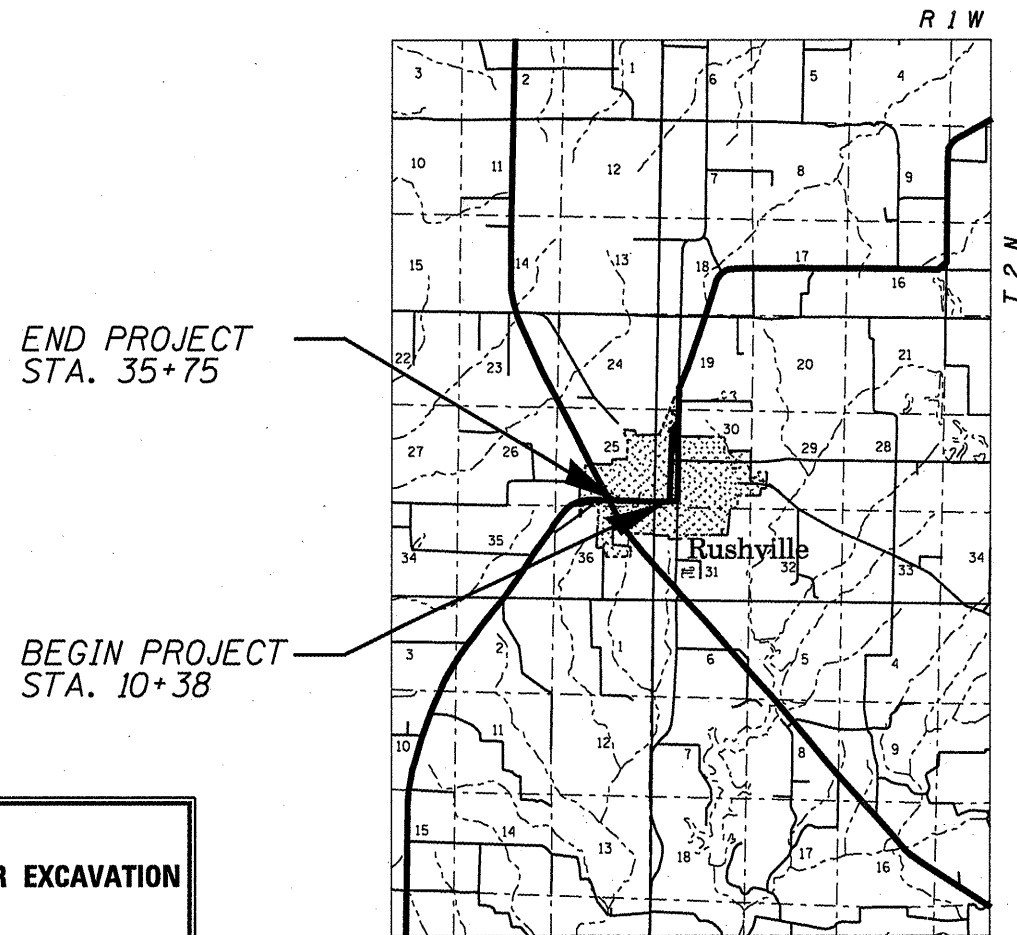 R 1 W
3 2 1 6 5 4
10 11 12 7 8 9
15 14 13 18 17 16
T 2 N
END PROJECT
STA. 35+75
22 23 24 19 20 21
27 26 25 30 29 28
Rushville
34 35 36 31 32 33 34
BEGIN PROJECT
STA. 10+38
3 2 1 6 5 4
10 11 12 7 8 9
15 14 13 18 17 16
R EXCAVATION